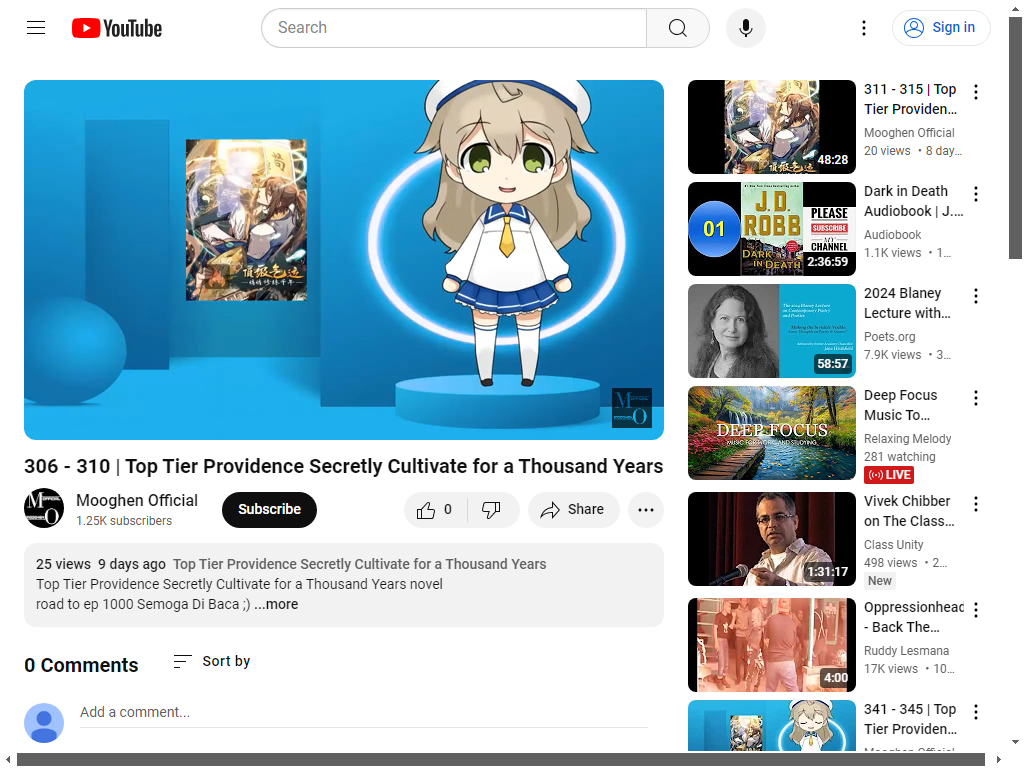 YouTube
Search
Sign in
306 - 310 | Top Tier Providence Secretly Cultivate for a Thousand Years
Mooghen Official
1.25K subscribers
Subscribe
0
Share
25 views 9 days ago Top Tier Providence Secretly Cultivate for a Thousand Years
Top Tier Providence Secretly Cultivate for a Thousand Years novel
road to ep 1000 Semoga Di Baca ;) ...more
0 Comments
Sort by
Add a comment...
48:28
311 - 315 | Top
Tier Providen...
Mooghen Official
20 views • 8 day...
01
J.D.
ROBB
DARK
IN DEATH
PLEASE
SUBSCRIBE
MY
CHANNEL
2:36:59
Dark in Death
Audiobook | J....
Audiobook
1.1K views • 1...
58:57
2024 Blaney
Lecture with...
Poets.org
7.9K views • 3...
DEEP FOCUS
MUSIC FOR WORK AND STUDYING
Deep Focus
Music To...
Relaxing Melody
281 watching
LIVE
1:31:17
Vivek Chibber
on The Class...
Class Unity
498 views • 2...
New
4:00
Oppressionhead
- Back The...
Ruddy Lesmana
17K views • 10...
341 - 345 | Top
Tier Providen...
Mooghen Official